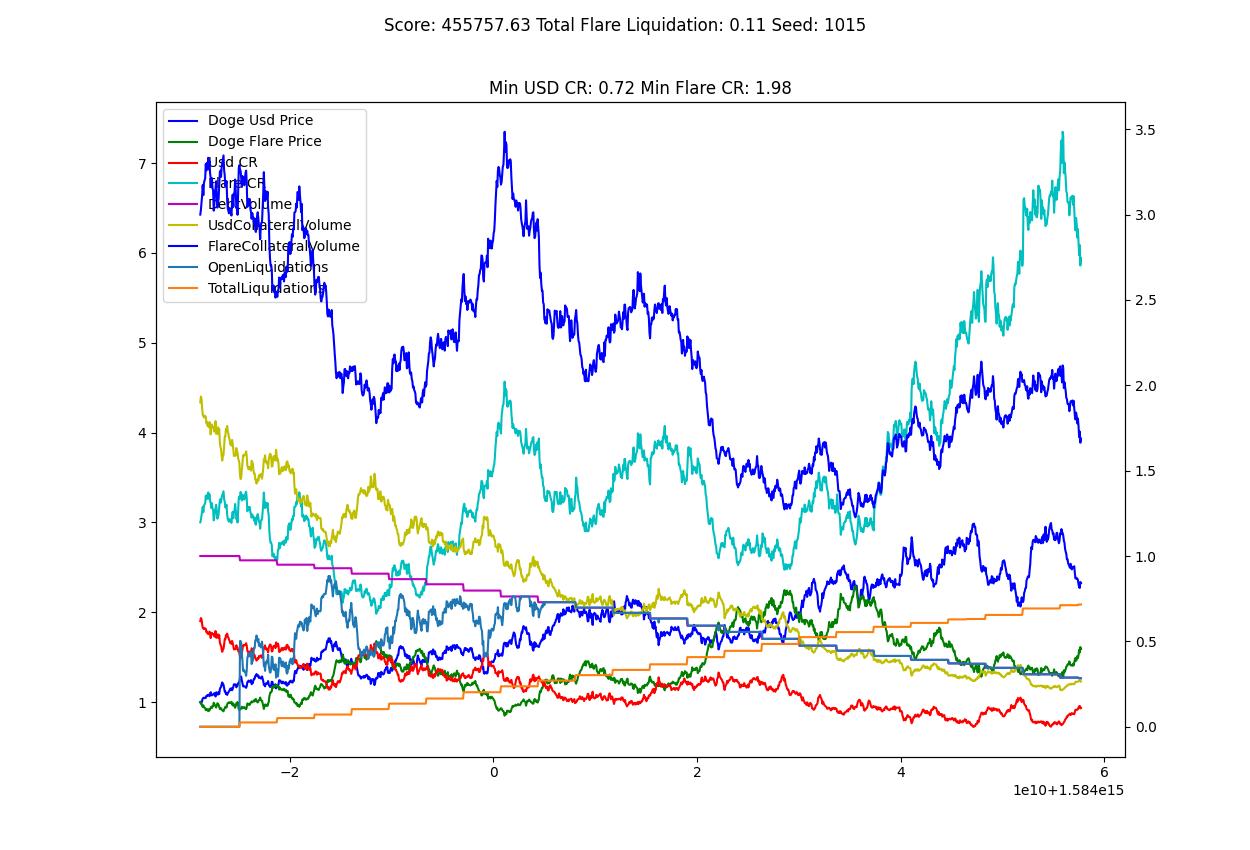 Score: 455757.63 Total Flare Liquidation: 0.11 Seed: 1015
Min USD CR: 0.72 Min Flare CR: 1.98
Doge Usd Price
Doge Flare Price
Usd CR
Flare CR
DebtVolume
UsdCollateralVolume
FlareCollateralVolume
OpenLiquidations
TotalLiquidations
7
6
5
4
3
2
1
3.5
3.0
2.5
2.0
1.5
1.0
0.5
0.0
−2
0
2
4
6
1e10+1.584e15